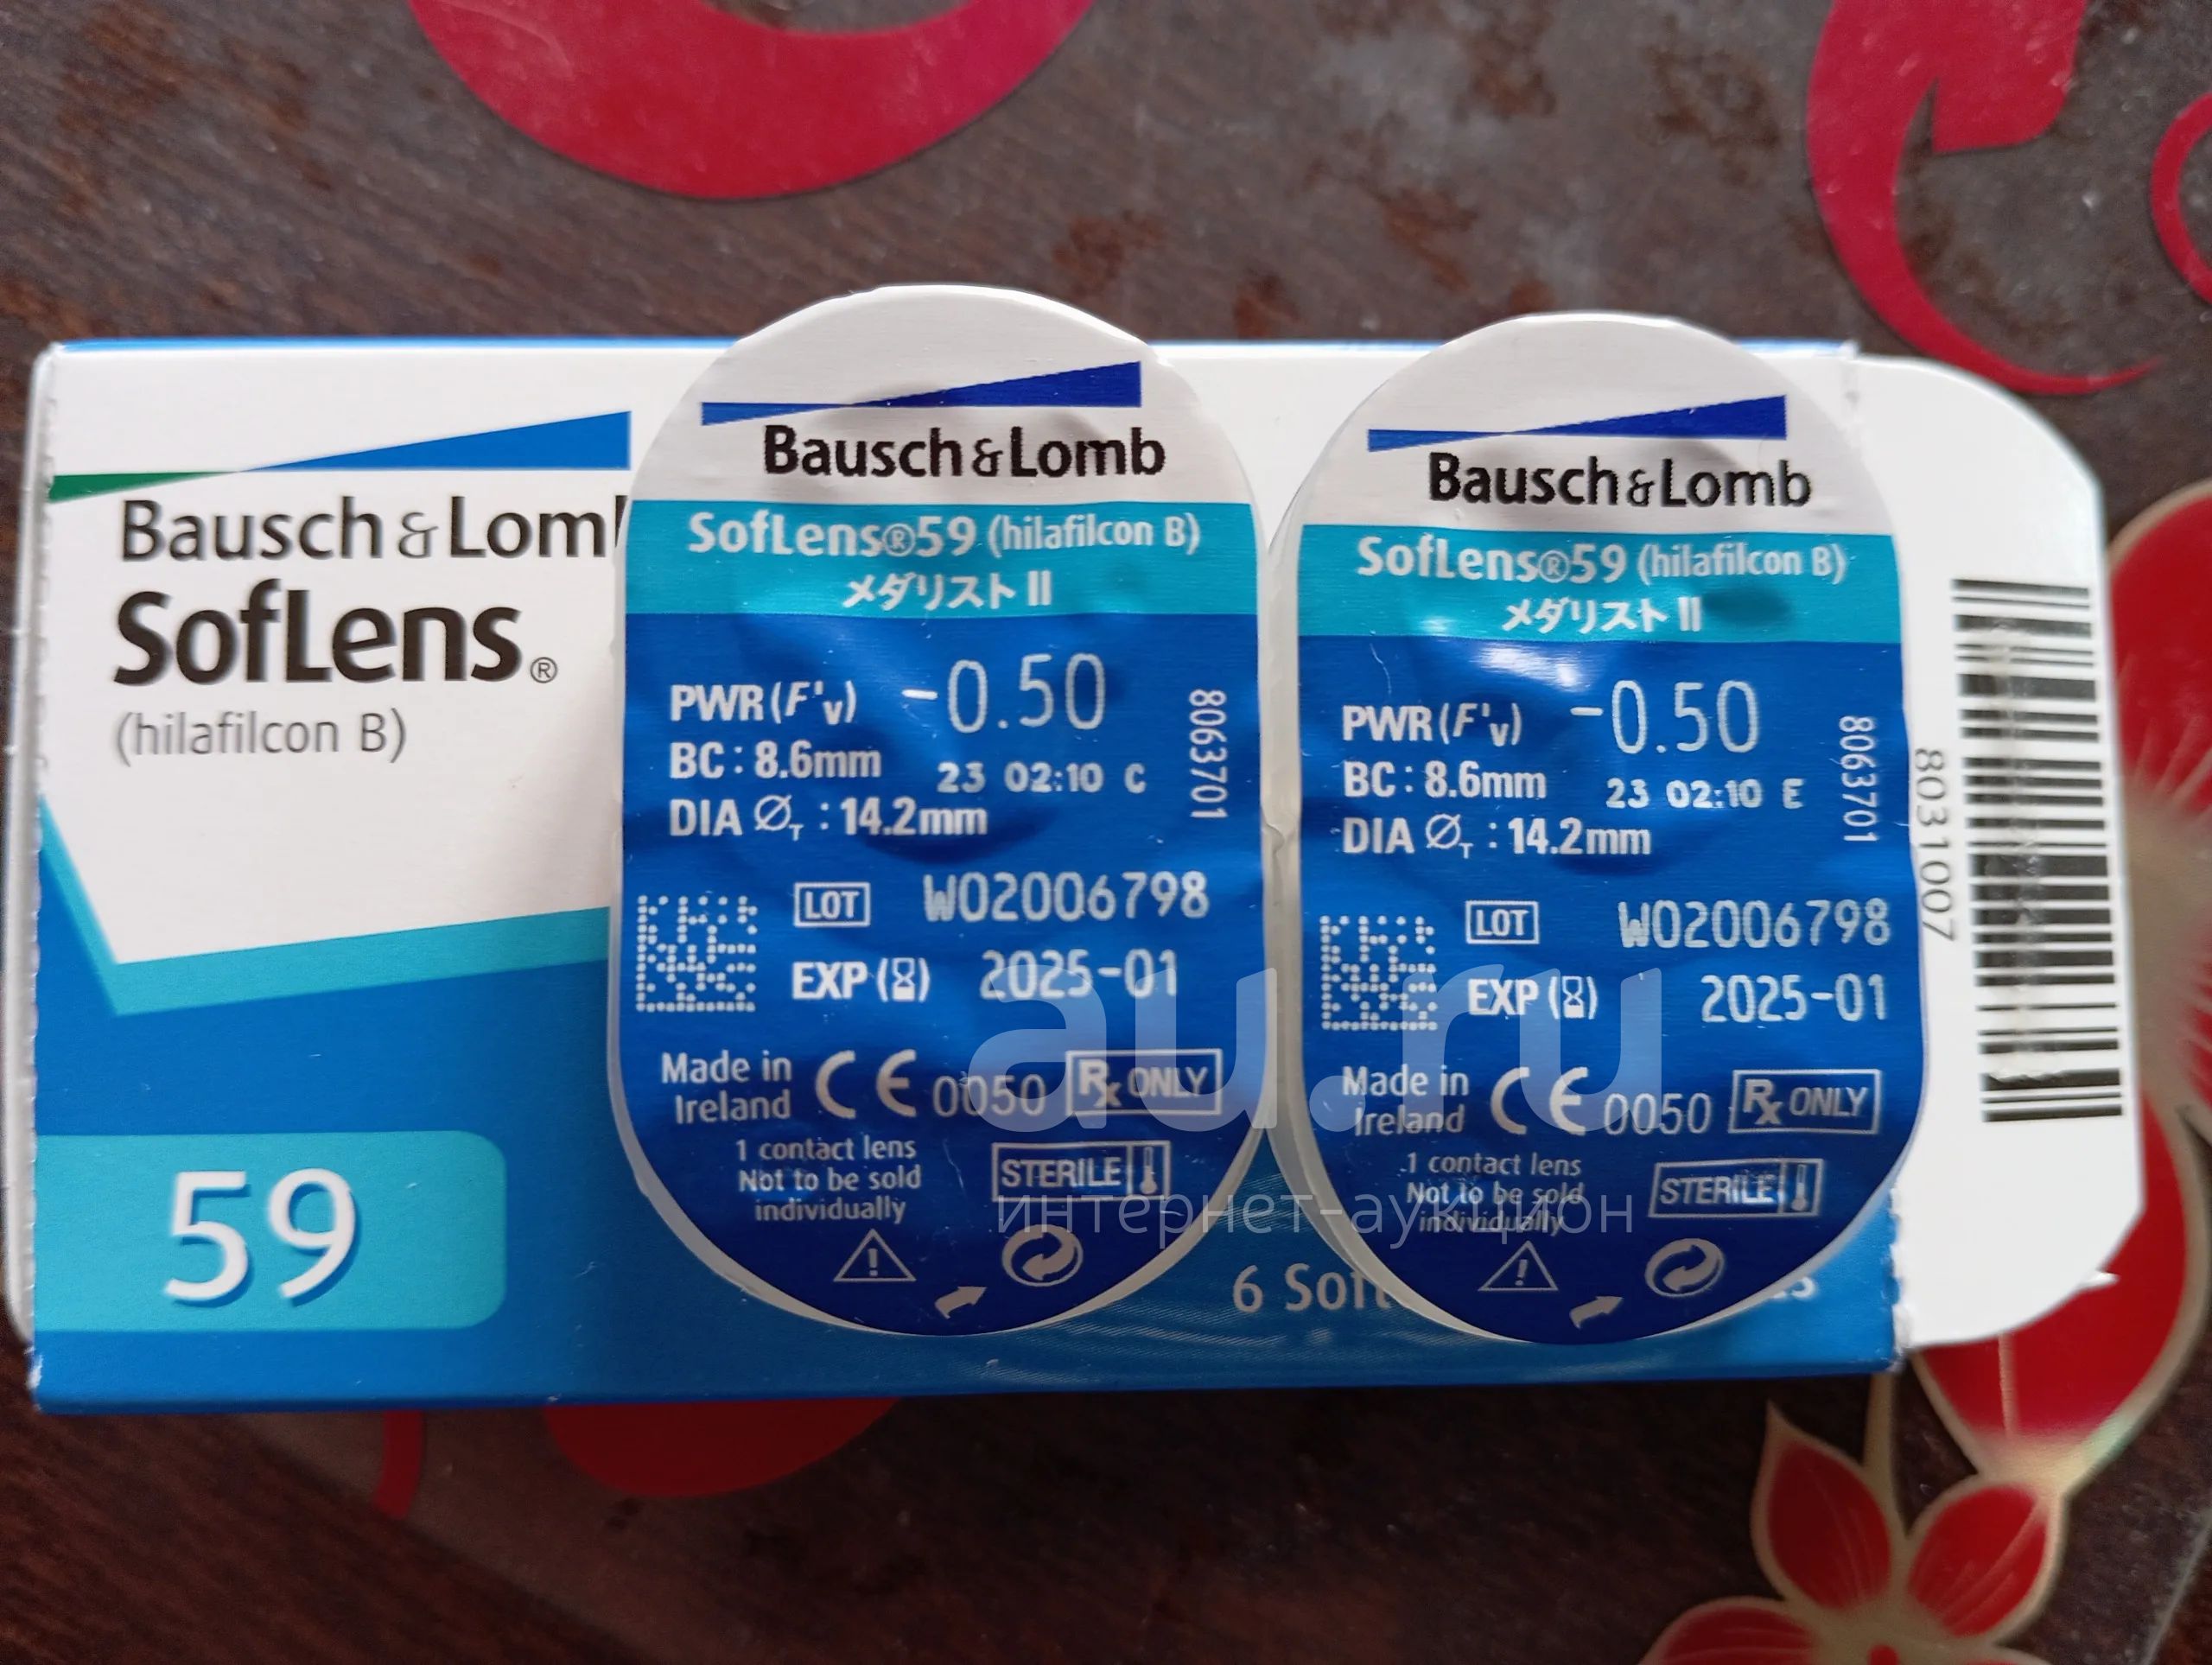 Bausch & Lom
SofLens®
(hilafilcon B)
59
6 Sof
Bausch & Lomb
SofLens®59 (hilafilcon B)
メダリスト II
PWR (F'v) -0.50
BC: 8.6mm 23 02:10 C
DIA ØT : 14.2mm
8063701
LOT W02006798
EXP 2025-01
Made in
Ireland
CE 0050 Rx ONLY
1 contact lens
Not to be sold
individually
STERILE
Bausch & Lomb
SofLens®59 (hilafilcon B)
メダリスト II
PWR (F'v) -0.50
BC: 8.6mm 23 02:10 E
DIA ØT : 14.2mm
8063701
LOT W02006798
EXP 2025-01
Made in
Ireland
CE 0050 Rx ONLY
1 contact lens
Not to be sold
individually
STERILE
8031007
au.ru
интернет-аукцион